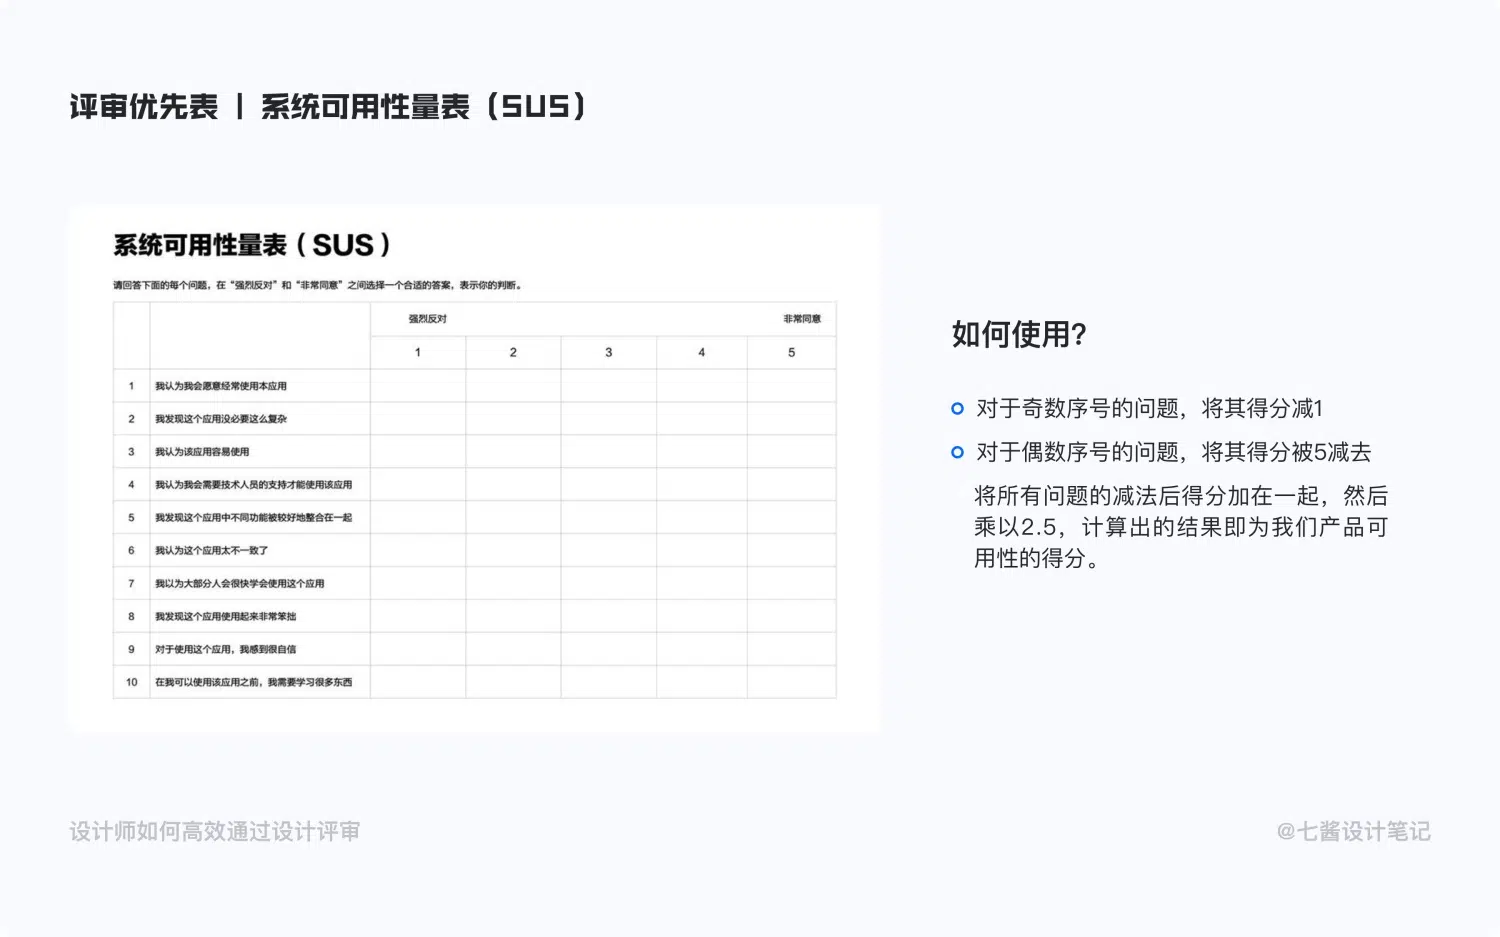 评审优先表 | 系统可用性量表（SUS）
系统可用性量表（SUS）
请回答下面的每个问题，在“强烈反对”和“非常同意”之间选择一个合适的答案，表示你的判断。
强烈反对 非常同意
1 2 3 4 5
1 我认为我会愿意经常使用本应用
2 我发现这个应用没必要这么复杂
3 我认为该应用容易使用
4 我认为我会需要技术人员的支持才能使用该应用
5 我发现这个应用中不同功能被较好地整合在一起
6 我认为这个应用太不一致了
7 我以为大部分人会很快学会使用这个应用
8 我发现这个应用使用起来非常笨拙
9 对于使用这个应用，我感到很自信
10 在我可以使用该应用之前，我需要学习很多东西
如何使用?
对于奇数序号的问题，将其得分减1
对于偶数序号的问题，将其得分被5减去
将所有问题的减法后得分加在一起，然后
乘以2.5，计算出的结果即为我们产品可
用性的得分。
设计师如何高效通过设计评审
@七酱设计笔记